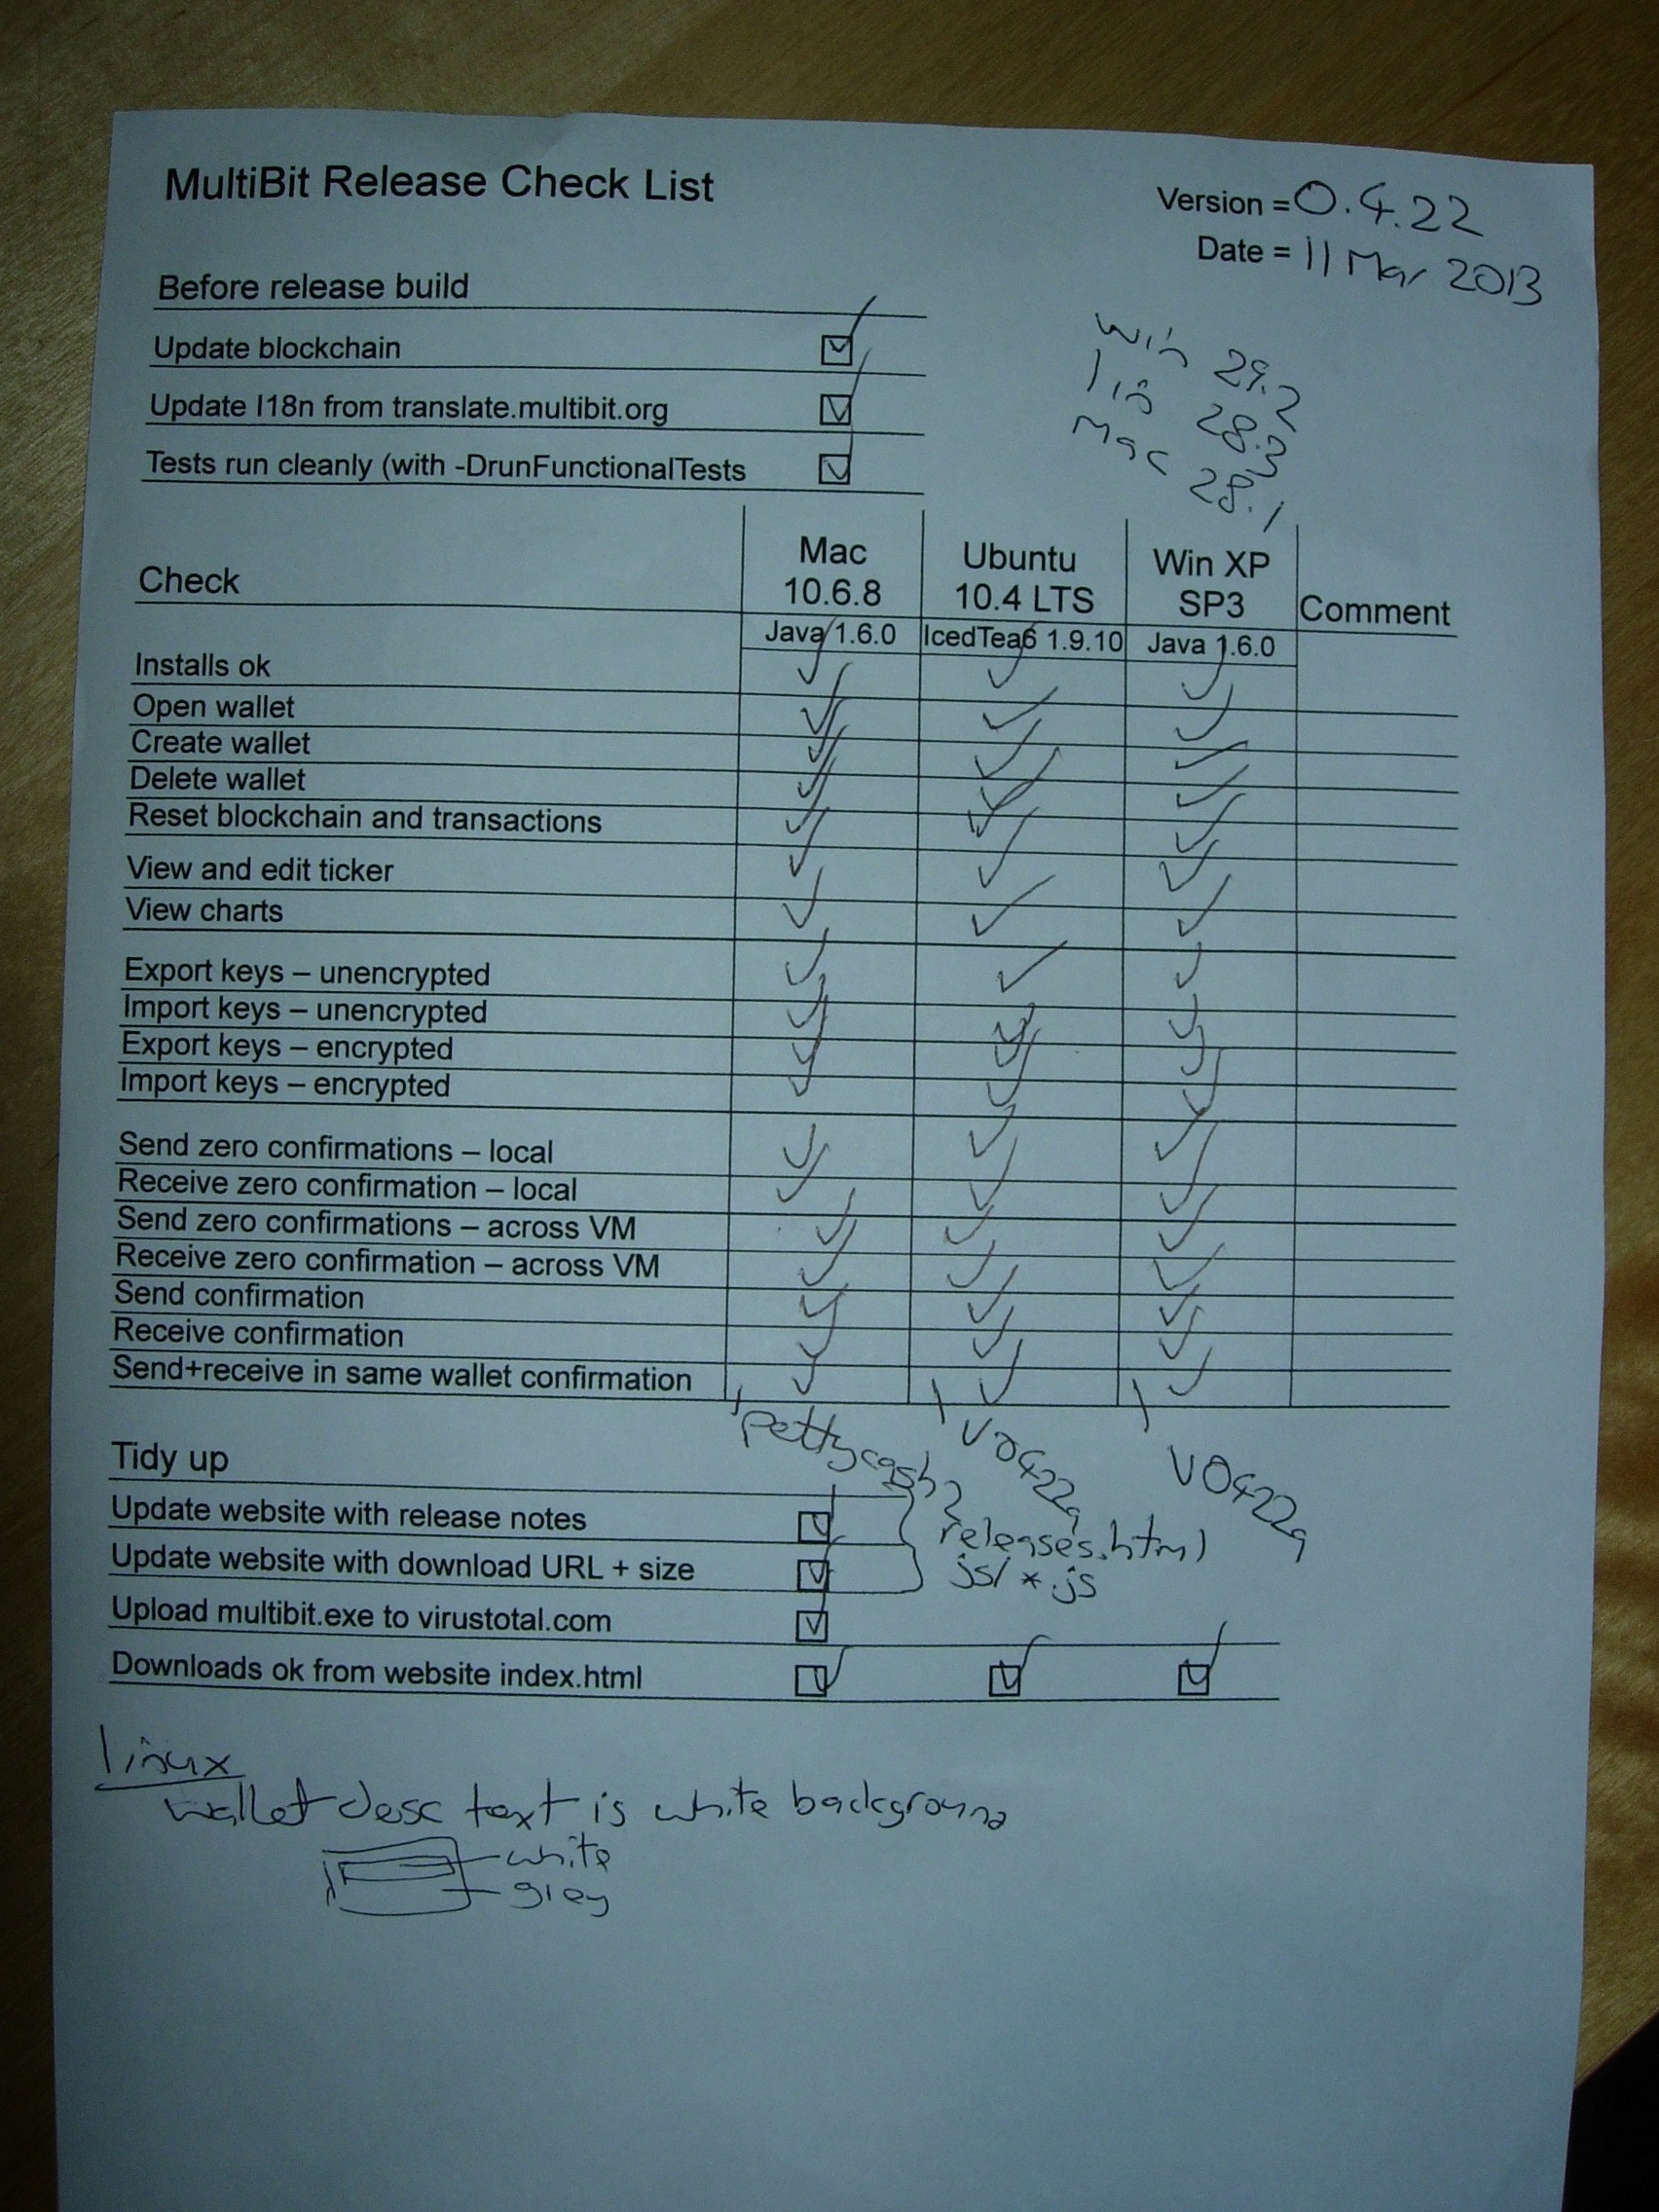 MultiBit Release Check List
Version = 0.4.22
Date = 11 Mar 2013
Before release build
Update blockchain
Update I18n from translate.multibit.org
Tests run cleanly (with -DrunFunctionalTests
Win 29.2
lin 28.3
Mac 28.1
Check
Mac 10.6.8
Ubuntu 10.4 LTS
Win XP SP3
Comment
Java 1.6.0
IcedTea6 1.9.10
Java 1.6.0
Installs ok
Open wallet
Create wallet
Delete wallet
Reset blockchain and transactions
View and edit ticker
View charts
Export keys – unencrypted
Import keys – unencrypted
Export keys – encrypted
Import keys – encrypted
Send zero confirmations – local
Receive zero confirmation – local
Send zero confirmations – across VM
Receive zero confirmation – across VM
Send confirmation
Receive confirmation
Send+receive in same wallet confirmation
pettycash2
V0422a
V0422a
Tidy up
Update website with release notes
Update website with download URL + size
releases.html
js/*.js
Upload multibit.exe to virustotal.com
Downloads ok from website index.html
linux
wallet desc text is white background
white
grey